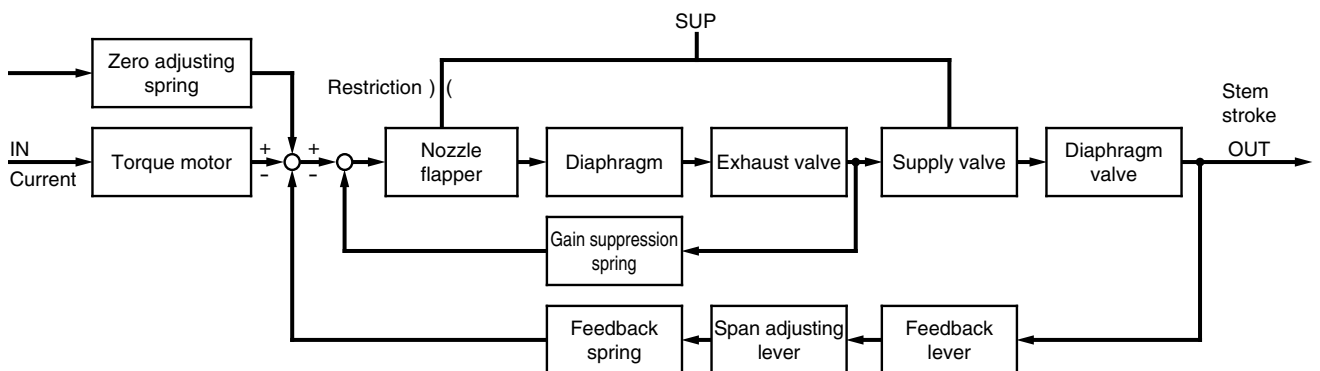 SUP
Zero adjusting
spring
Restriction ) (
Stem
stroke
IN
Current
Torque motor
+
-
+
-
Nozzle
flapper
Diaphragm
Exhaust valve
Supply valve
Diaphragm
valve
OUT
Gain suppression
spring
Feedback
spring
Span adjusting
lever
Feedback
lever